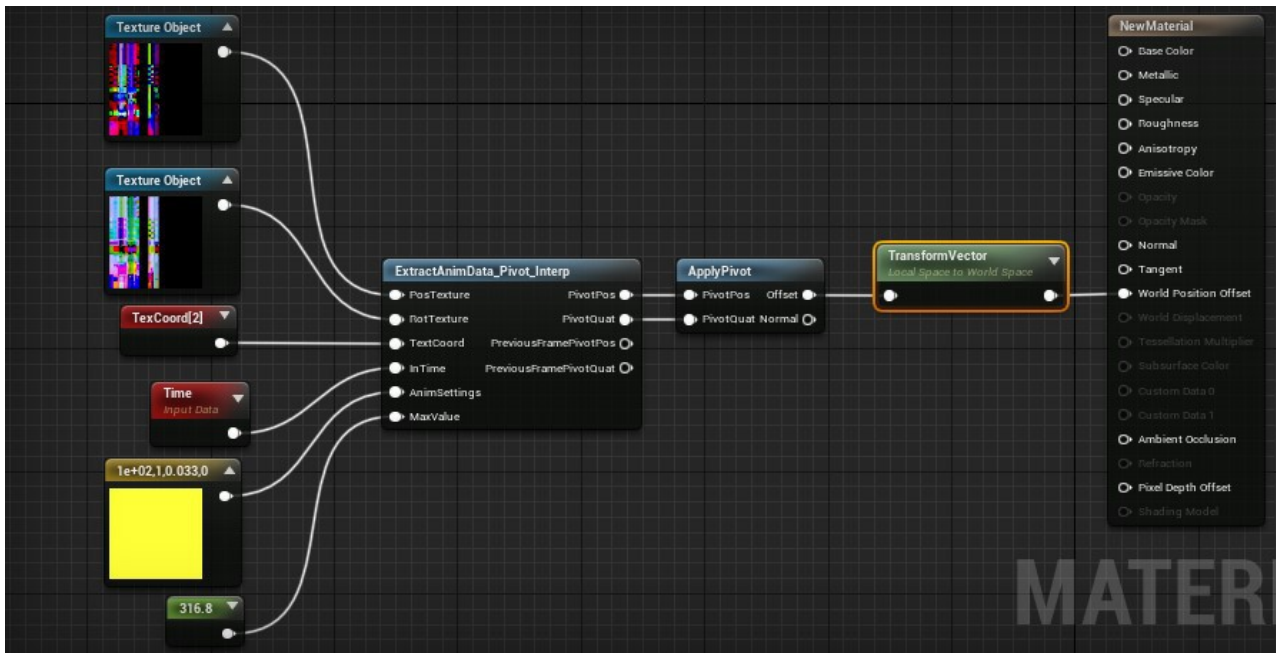 Texture Object
Texture Object
TexCoord[2]
Time
Input Data
1e+02,1,0.033,0
316.8
ExtractAnimData_Pivot_Interp
PosTexture PivotPos
RotTexture PivotQuat
TextCoord PreviousFramePivotPos
InTime PreviousFramePivotQuat
AnimSettings
MaxValue
ApplyPivot
PivotPos Offset
PivotQuat Normal
TransformVector
Local Space to World Space
NewMaterial
Base Color
Metallic
Specular
Roughness
Anisotropy
Emissive Color
Opacity
Opacity Mask
Normal
Tangent
World Position Offset
World Displacement
Tessellation Multiplier
Subsurface Color
Custom Data 0
Custom Data 1
Ambient Occlusion
Refraction
Pixel Depth Offset
Shading Model
MATERI